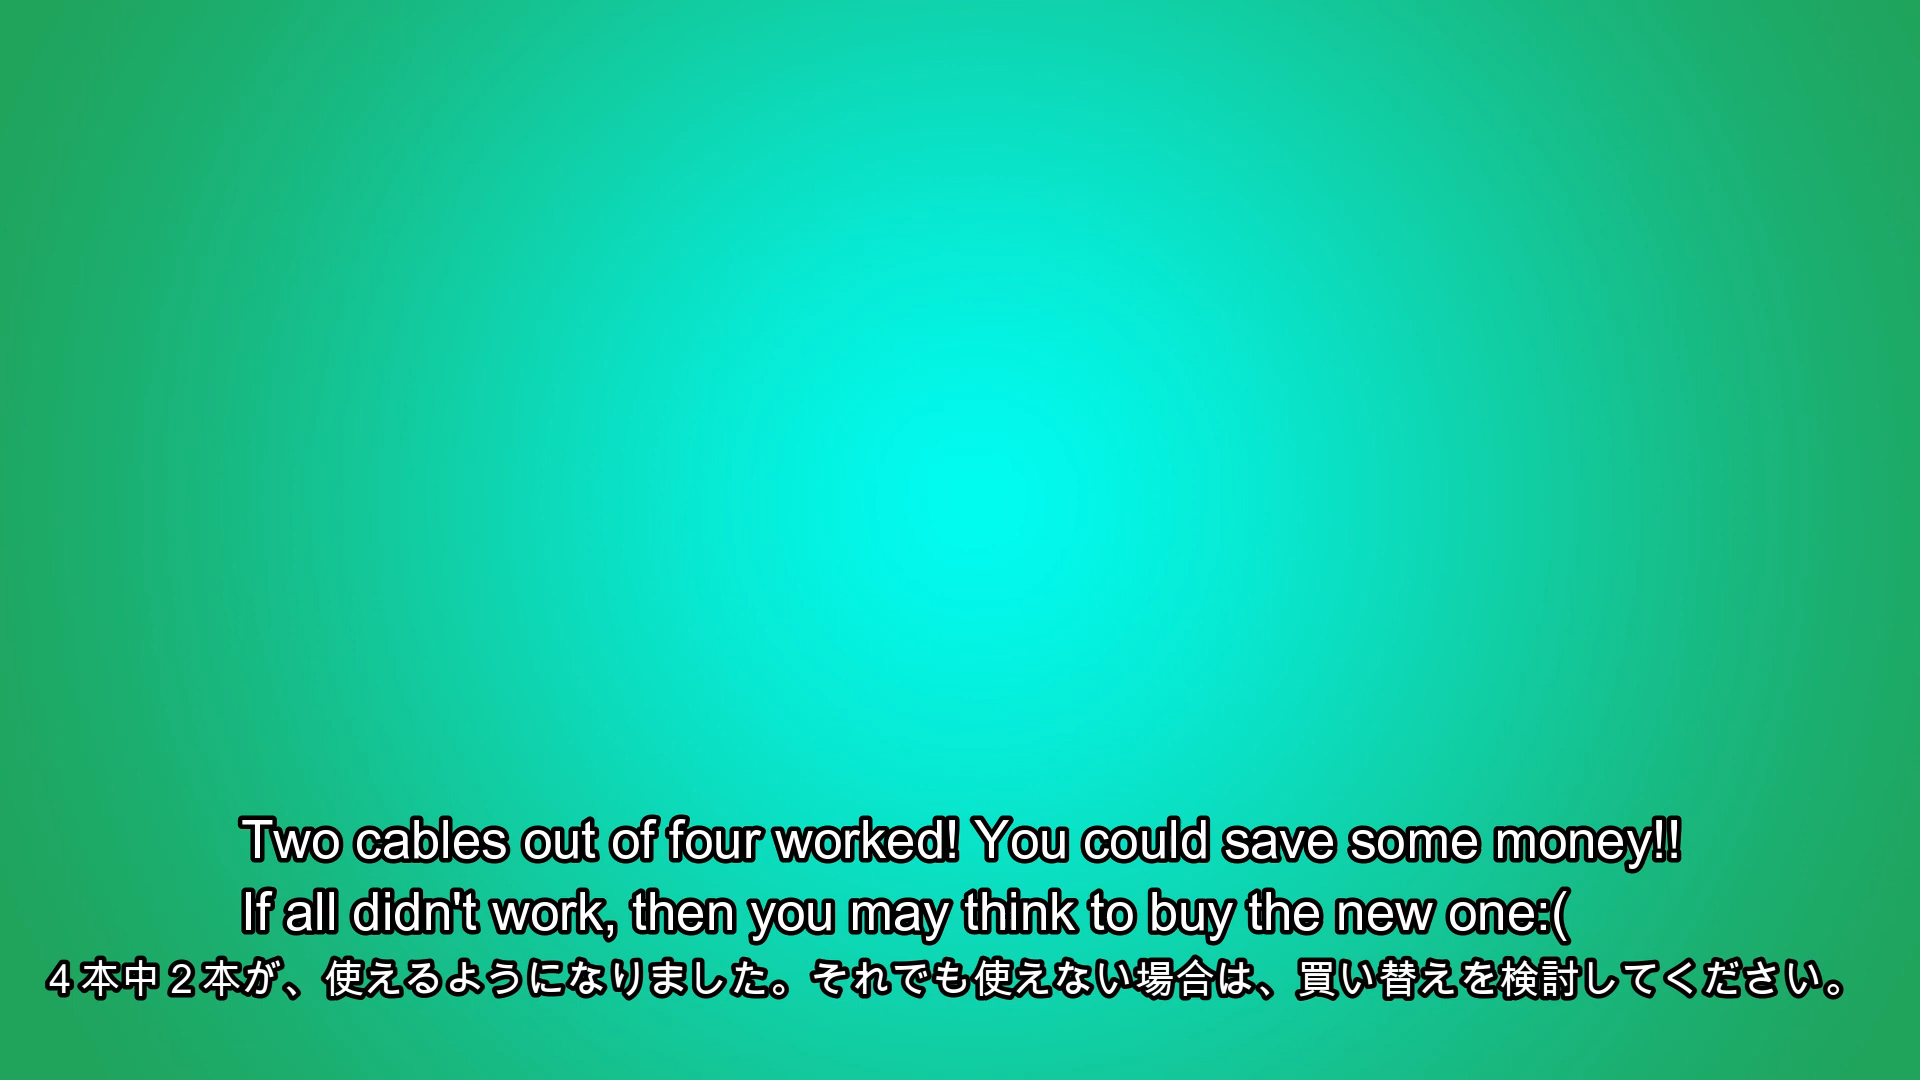 Two cables out of four worked! You could save some money!!
If all didn't work, then you may think to buy the new one:(
４本中２本が、使えるようになりました。それでも使えない場合は、買い替えを検討してください。